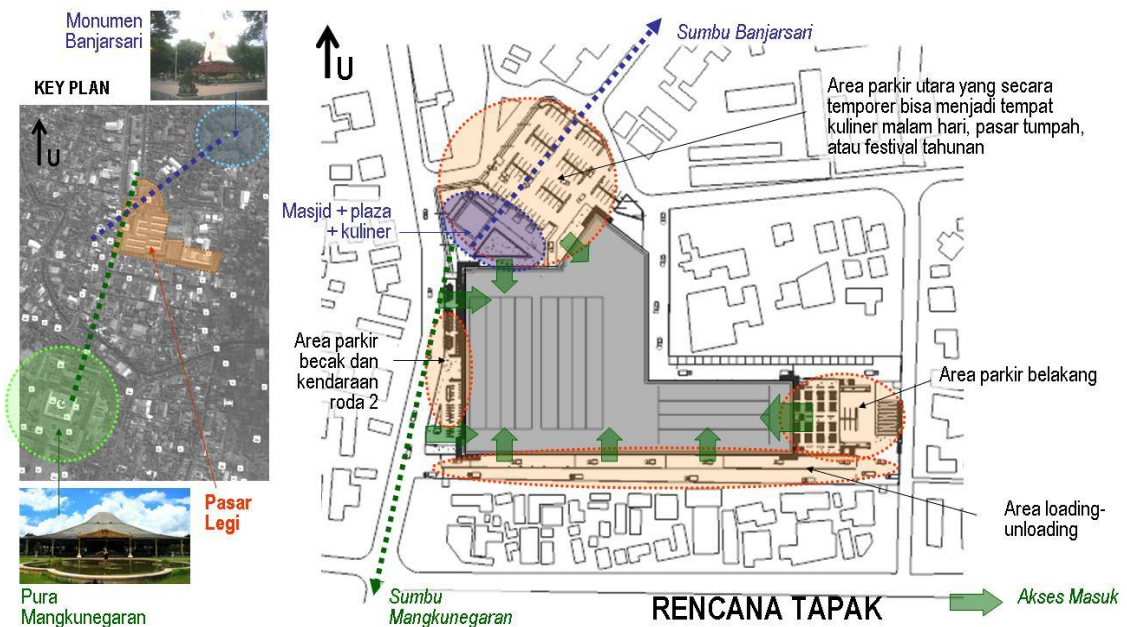 Monumen
Banjarsari
KEY PLAN
U
Pasar
Legi
Pura
Mangkunegaran
U
Sumbu Banjarsari
Area parkir utara yang secara
temporer bisa menjadi tempat
kuliner malam hari, pasar tumpah,
atau festival tahunan
Masjid + plaza
+ kuliner
Area parkir
becak dan
kendaraan
roda 2
Area parkir belakang
Area loading-
unloading
Sumbu
Mangkunegaran
RENCANA TAPAK
Akses Masuk